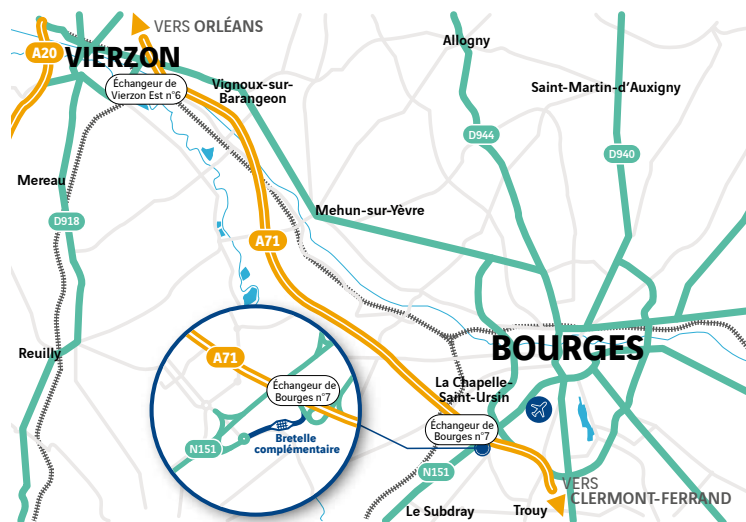 VERS ORLÉANS
A20
VIERZON
Échangeur de
Vierzon Est n°6
Vignoux-sur-
Barangeon
Allogny
Saint-Martin-d'Auxigny
D944
D940
Mereau
D918
Mehun-sur-Yèvre
A71
Reuilly
BOURGES
A71
Échangeur de
Bourges n°7
N151
Bretelle
complémentaire
La Chapelle-
Saint-Ursin
Échangeur de
Bourges n°7
N151
VERS
CLERMONT-FERRAND
Le Subdray
Trouy